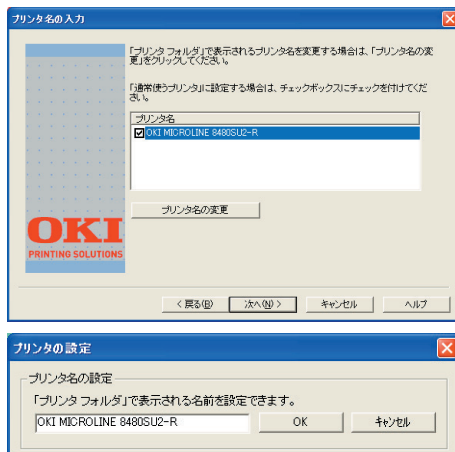 プリンタ名の入力
「プリンタ フォルダ」で表示されるプリンタ名を変更する場合は、「プリンタ名の変
更」をクリックしてください。
「通常使うプリンタ」に設定する場合は、チェックボックスにチェックを付けてくだ
さい。
プリンタ名
OKI MICROLINE 8480SU2-R
プリンタ名の変更
OKI
PRINTING SOLUTIONS
< 戻る(B)
次へ(N) >
キャンセル
ヘルプ
プリンタの設定
プリンタ名の設定
「プリンタ フォルダ」で表示される名前を設定できます。
OKI MICROLINE 8480SU2-R
OK
キャンセル